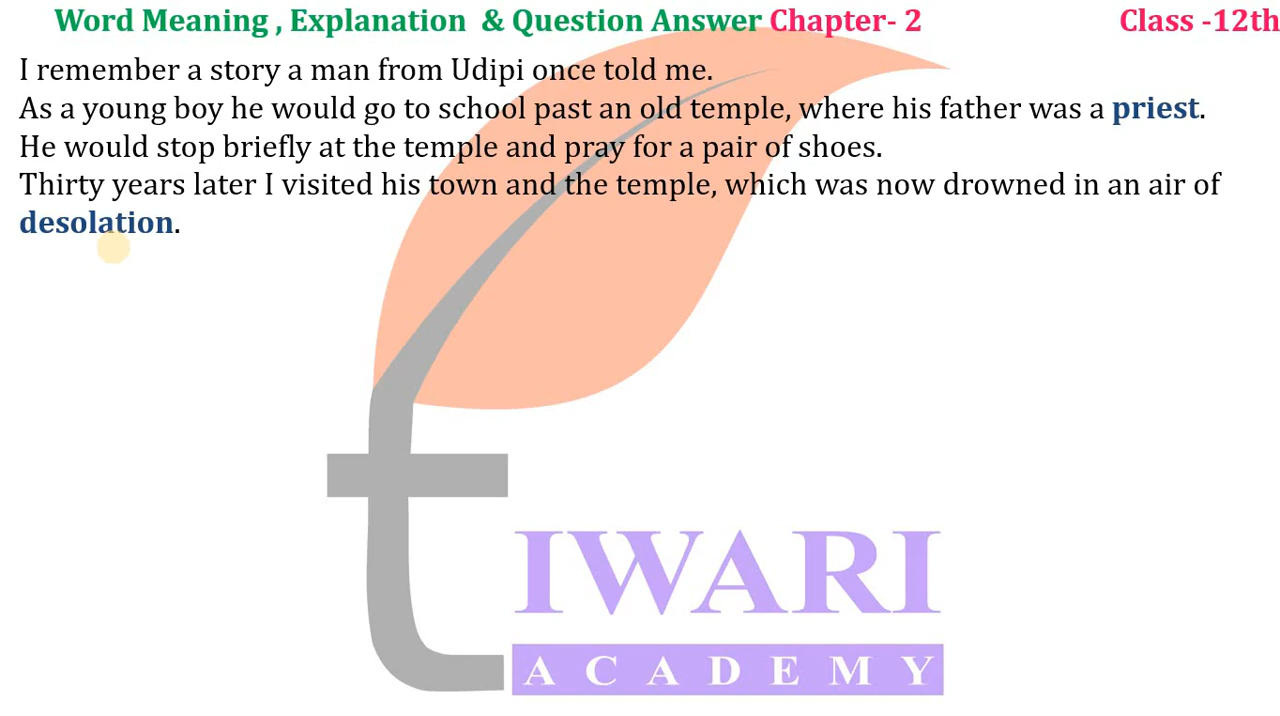 Word Meaning , Explanation & Question Answer Chapter- 2 Class -12th
I remember a story a man from Udipi once told me.
As a young boy he would go to school past an old temple, where his father was a priest.
He would stop briefly at the temple and pray for a pair of shoes.
Thirty years later I visited his town and the temple, which was now drowned in an air of
desolation.
tIWARI
ACADEMY